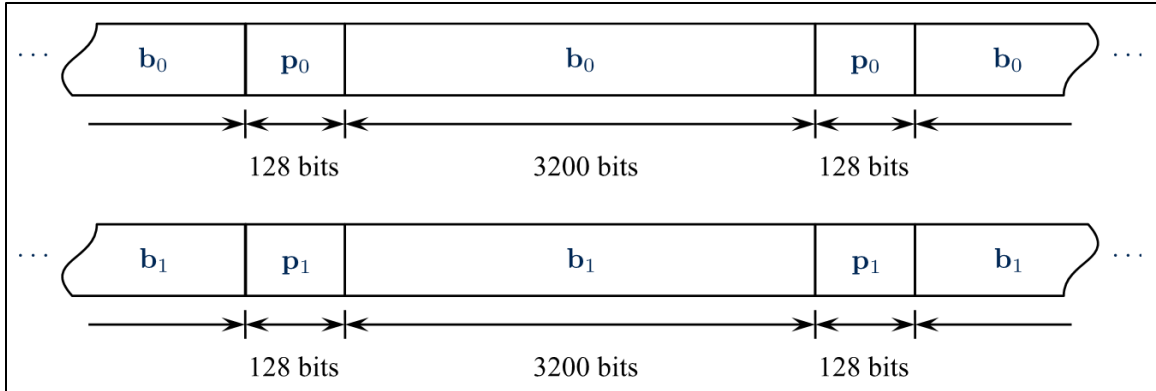 ··· b₀ p₀ b₀ p₀ b₀ ···
128 bits 3200 bits 128 bits
··· b₁ p₁ b₁ p₁ b₁ ···
128 bits 3200 bits 128 bits